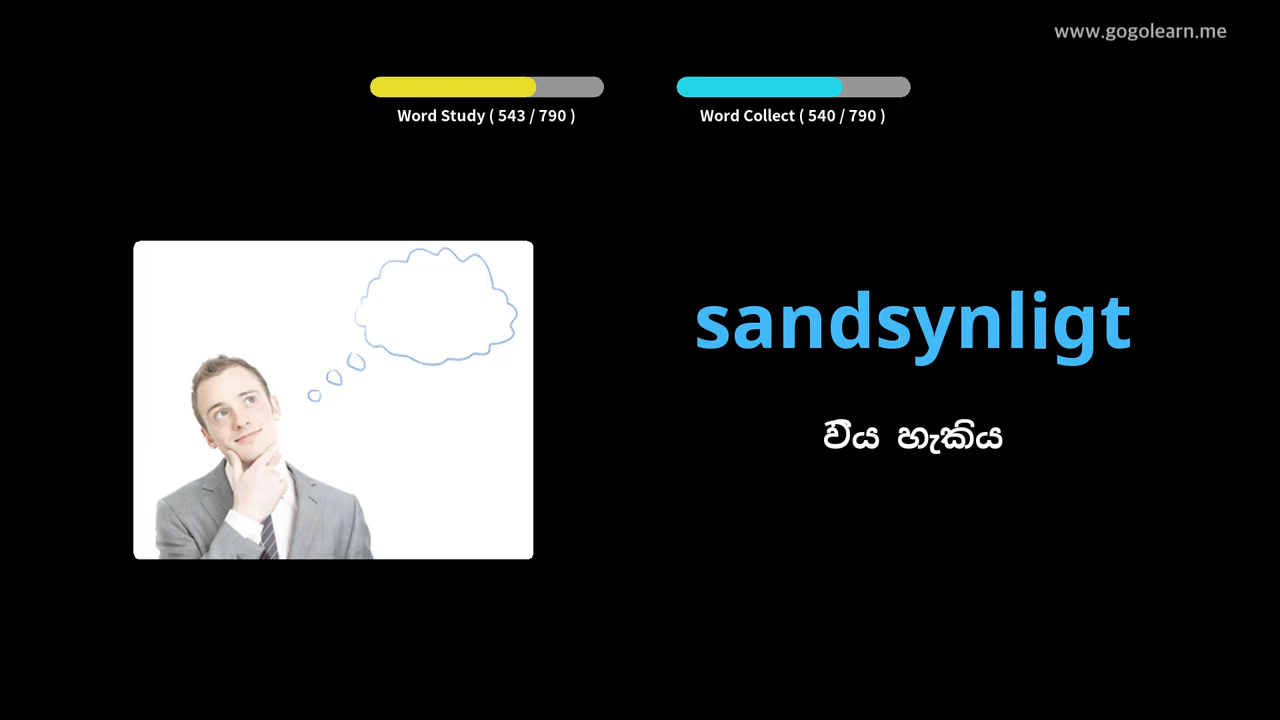 www.gogolearn.me
Word Study ( 543 / 790 )
Word Collect ( 540 / 790 )
sandsynligt
විය හැකිය